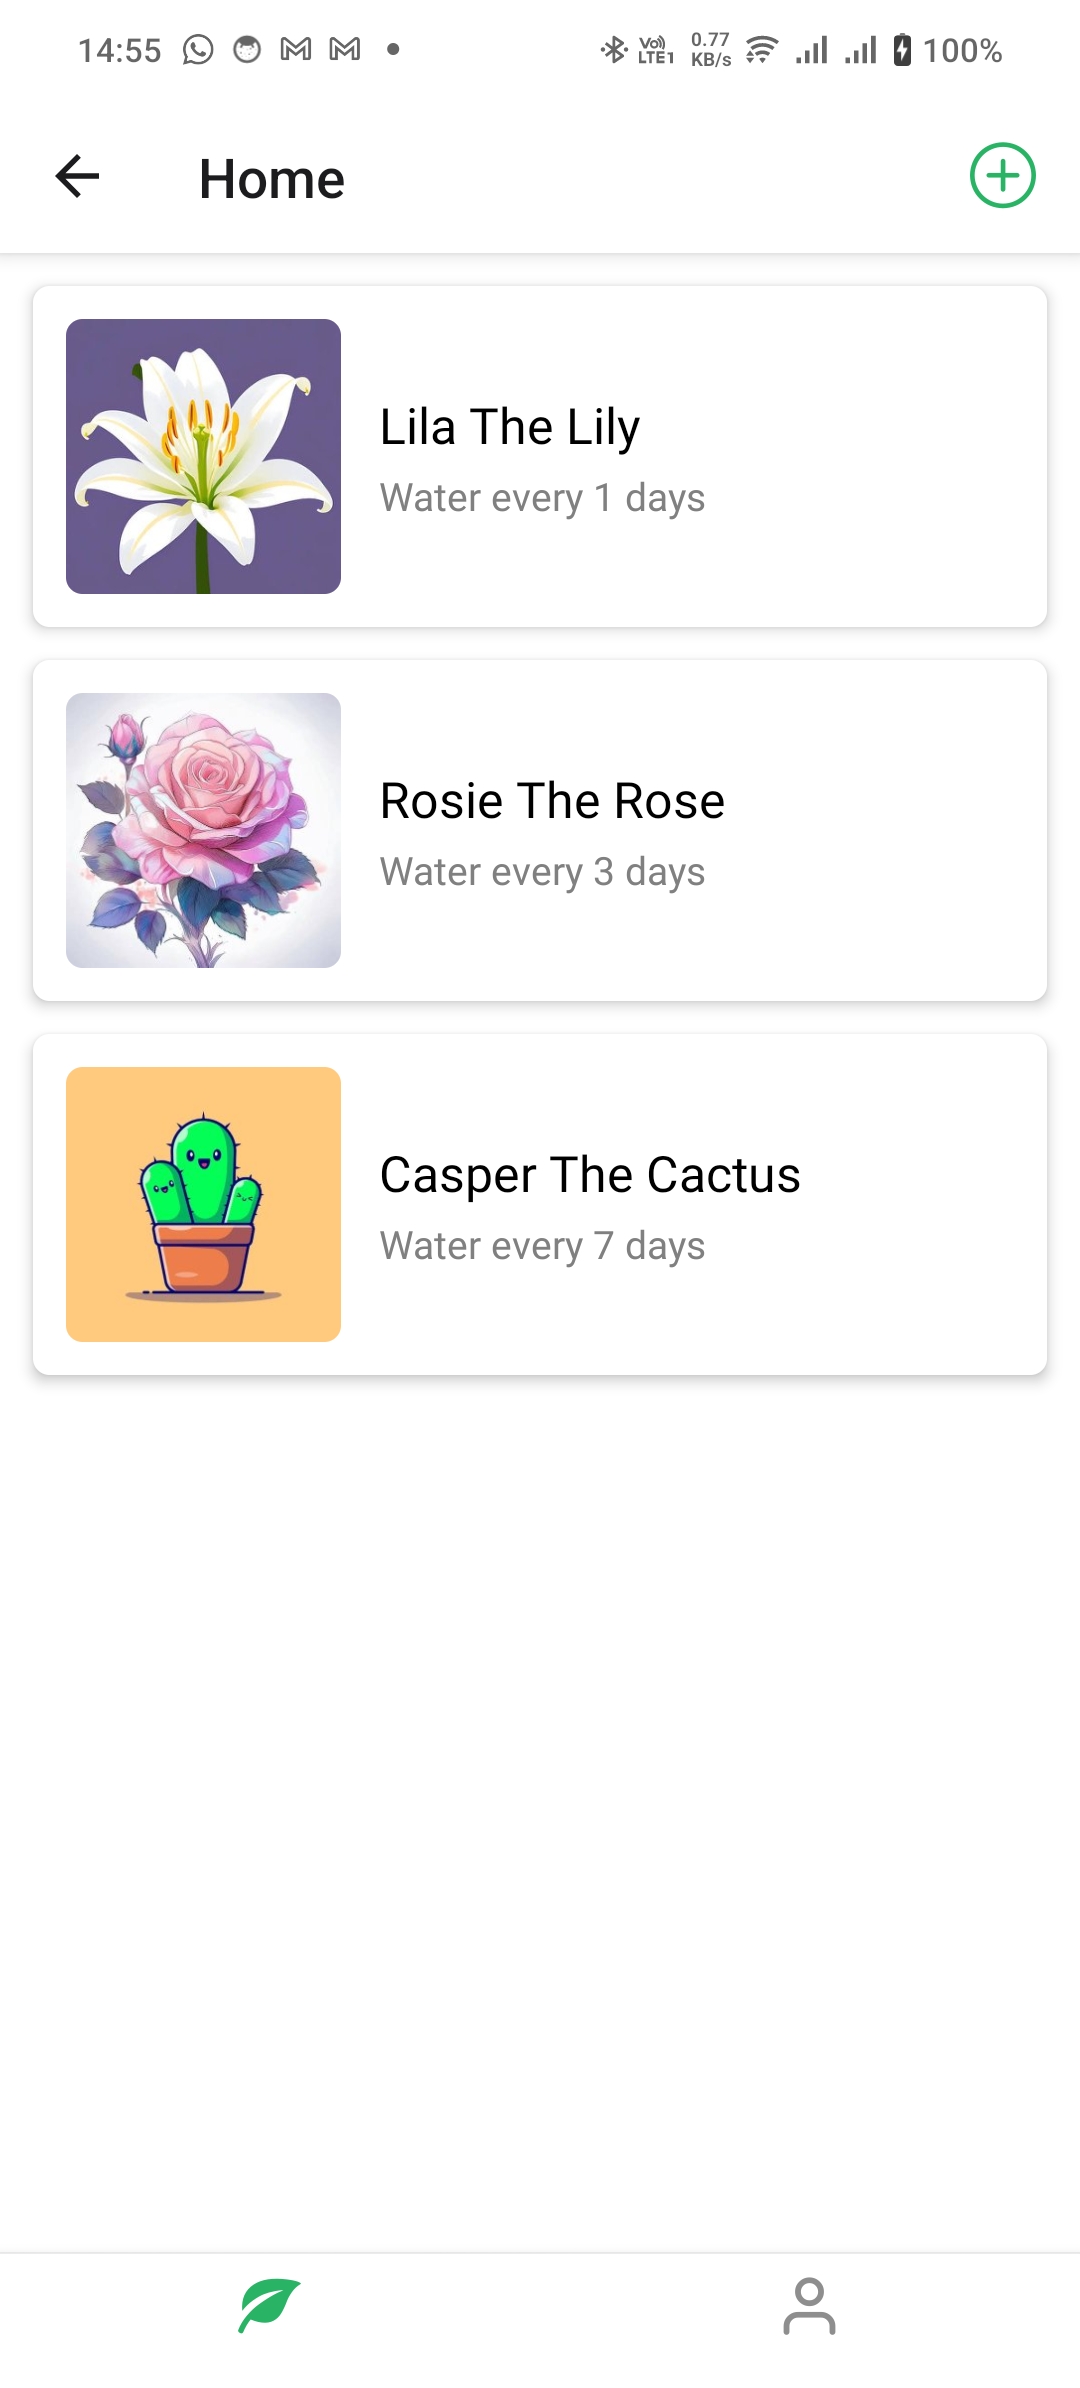 14:55 Vo)) LTE1 0.77 KB/s 100%
Home
Lila The Lily
Water every 1 days
Rosie The Rose
Water every 3 days
Casper The Cactus
Water every 7 days